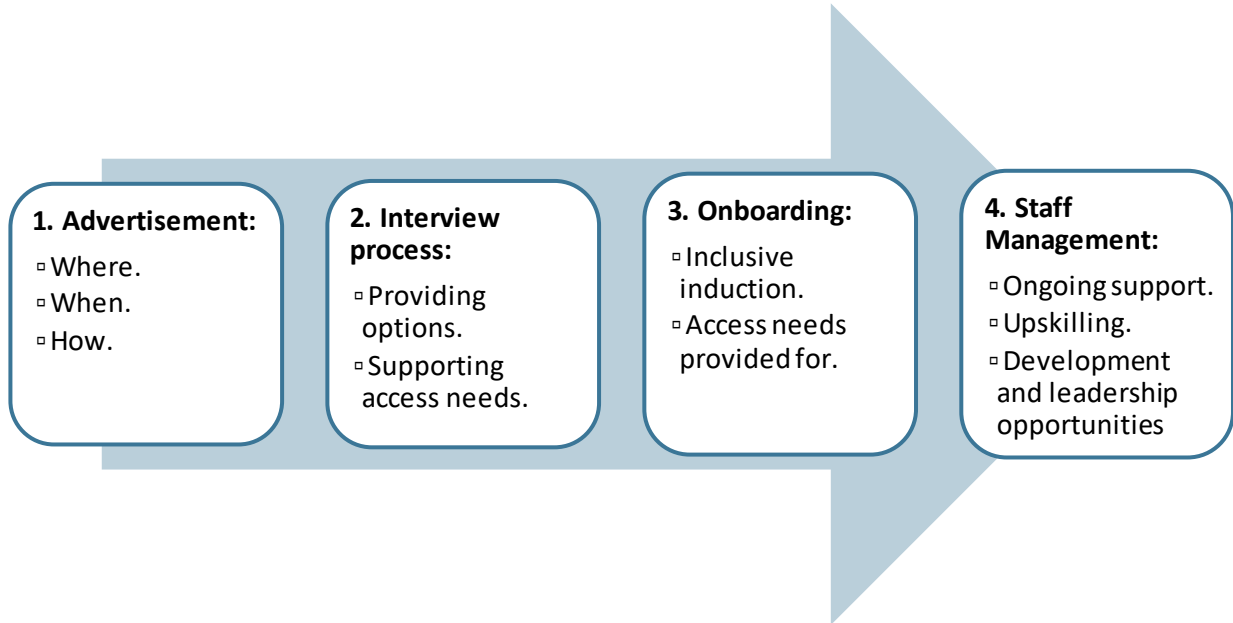 1. Advertisement:
▫Where.
▫When.
▫How.
2. Interview
process:
▫Providing
options.
▫Supporting
access needs.
3. Onboarding:
▫Inclusive
induction.
▫Access needs
provided for.
4. Staff
Management:
▫Ongoing support.
▫Upskilling.
▫Development
and leadership
opportunities